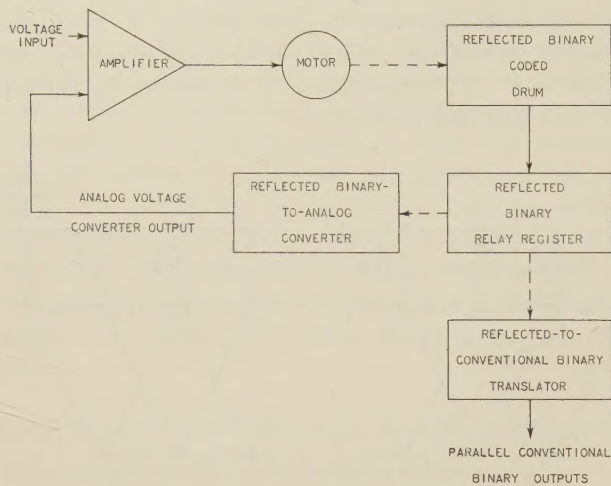 VOLTAGE
INPUT
AMPLIFIER
MOTOR
REFLECTED BINARY
CODED
DRUM
ANALOG VOLTAGE
CONVERTER OUTPUT
REFLECTED BINARY-
TO-ANALOG
CONVERTER
REFLECTED
BINARY
RELAY REGISTER
REFLECTED-TO-
CONVENTIONAL BINARY
TRANSLATOR
PARALLEL CONVENTIONAL
BINARY OUTPUTS